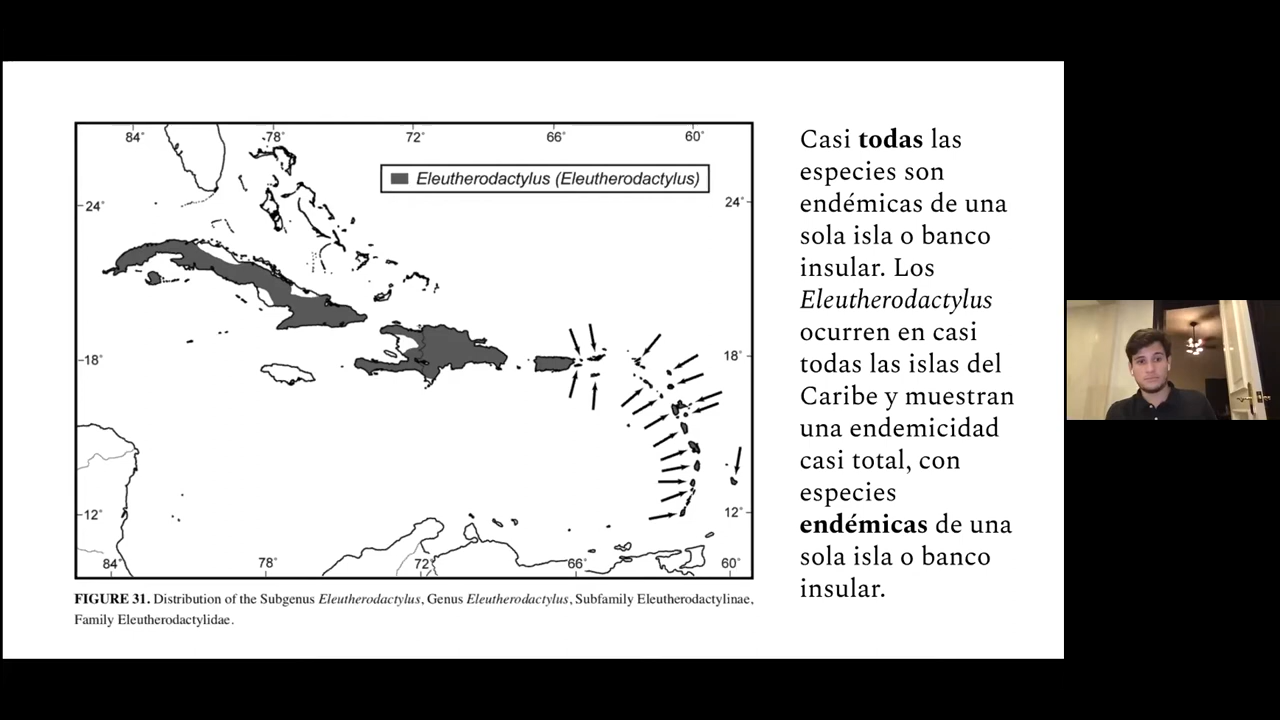 84˚ 78˚ 72˚ 66˚ 60˚
Eleutherodactylus (Eleutherodactylus)
24˚ 24˚
18˚ 18˚
12˚ 12˚
84˚ 78˚ 72˚ 66˚ 60˚
FIGURE 31. Distribution of the Subgenus Eleutherodactylus, Genus Eleutherodactylus, Subfamily Eleutherodactylinae,
Family Eleutherodactylidae.
Casi todas las
especies son
endémicas de una
sola isla o banco
insular. Los
Eleutherodactylus
ocurren en casi
todas las islas del
Caribe y muestran
una endemicidad
casi total, con
especies
endémicas de una
sola isla o banco
insular.